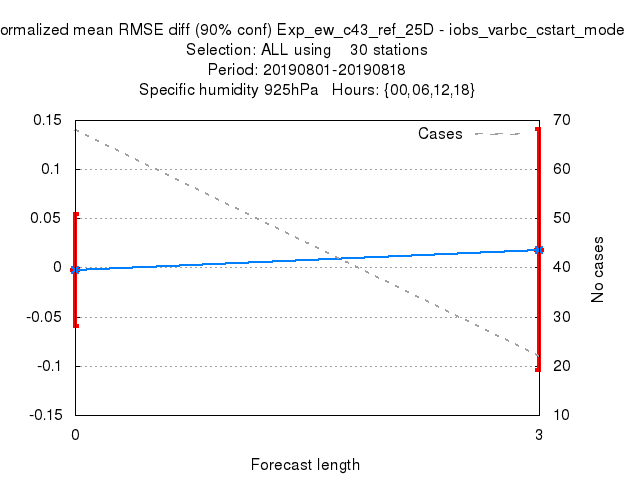 ormalized mean RMSE diff (90% conf) Exp_ew_c43_ref_25D - iobs_varbc_cstart_mode
Selection: ALL using    30 stations
Period: 20190801-20190818
Specific humidity 925hPa   Hours: {00,06,12,18}
Cases
0.15
0.1
0.05
0
-0.05
-0.1
-0.15
70
60
50
40
30
20
10
No cases
0
3
Forecast length